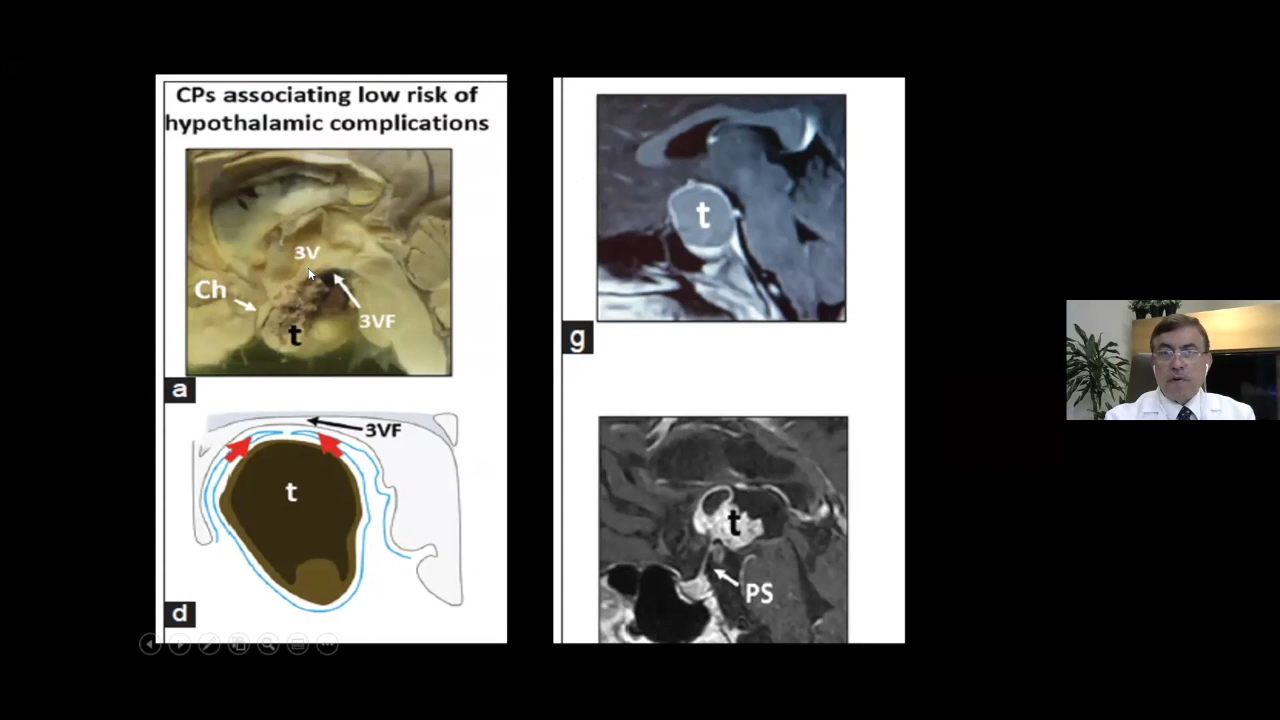 CPs associating low risk of
hypothalamic complications
3V
Ch
3VF
t
a
3VF
t
d
t
g
t
PS